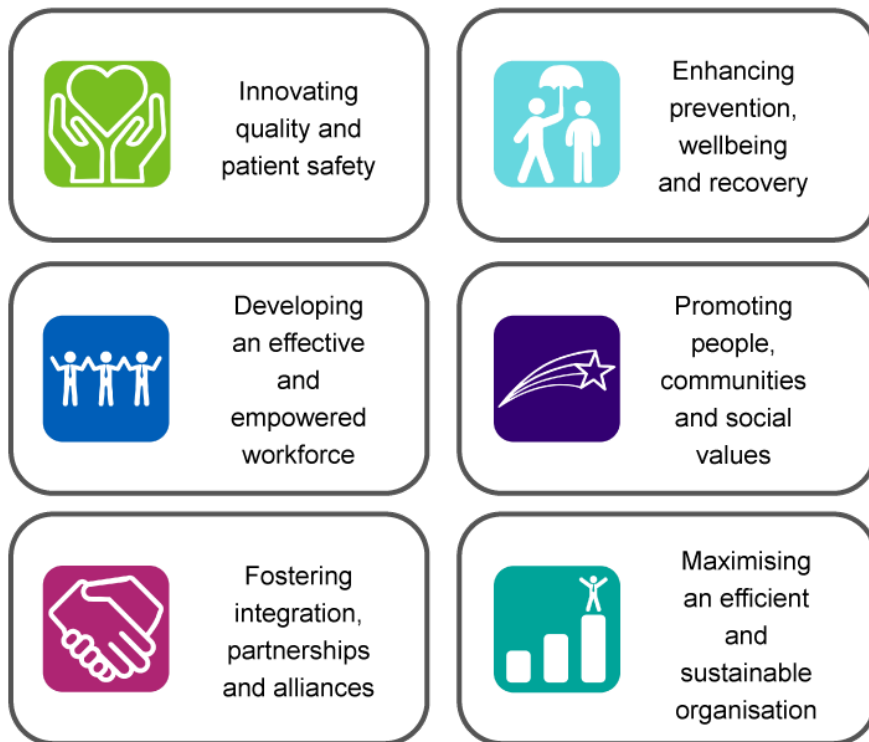 Innovating
quality and
patient safety
Enhancing
prevention,
wellbeing
and recovery
Developing
an effective
and
empowered
workforce
Promoting
people,
communities
and social
values
Fostering
integration,
partnerships
and alliances
Maximising
an efficient
and
sustainable
organisation